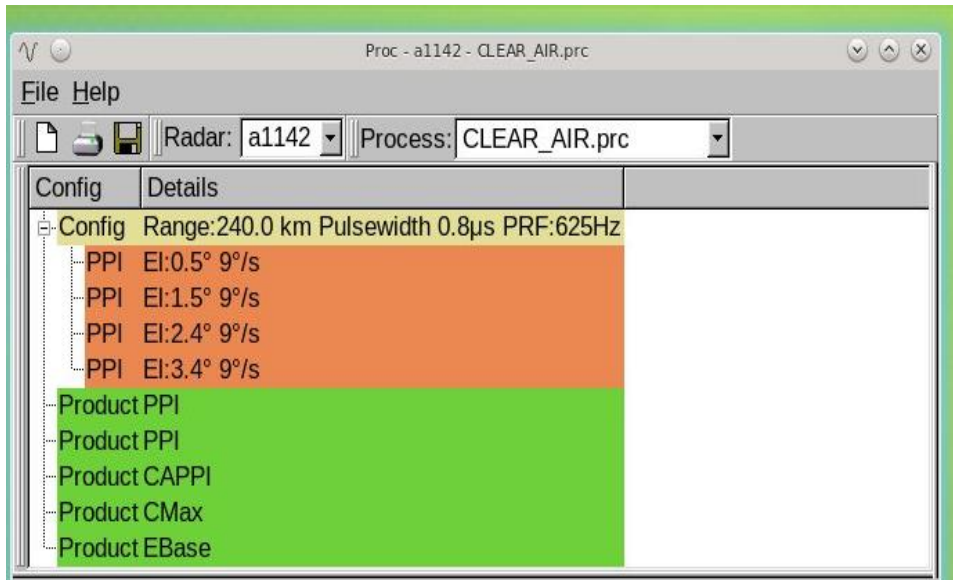 Proc - a1142 - CLEAR_AIR.prc
File Help
Radar: a1142 Process: CLEAR_AIR.prc
Config Details
Config Range:240.0 km Pulsewidth 0.8µs PRF:625Hz
PPI El:0.5° 9°/s
PPI El:1.5° 9°/s
PPI El:2.4° 9°/s
PPI El:3.4° 9°/s
Product PPI
Product PPI
Product CAPPI
Product CMax
Product EBase